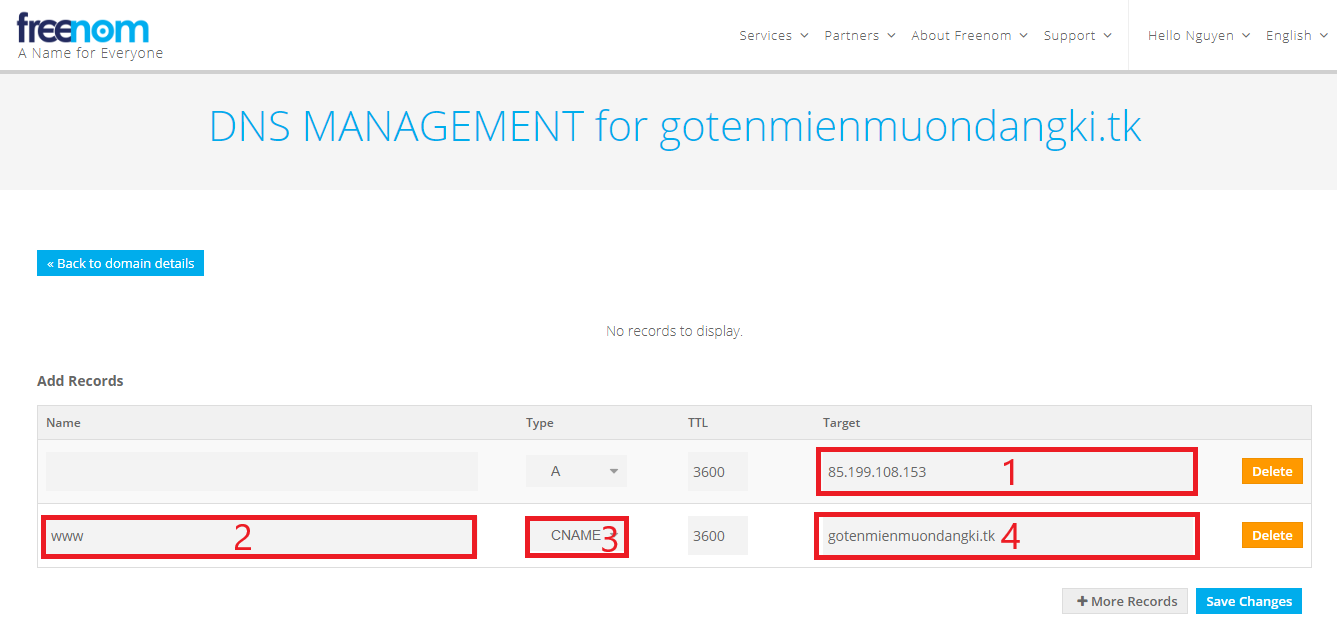 freenom
A Name for Everyone
Services Partners About Freenom Support Hello Nguyen English
DNS MANAGEMENT for gotenmienmuondangki.tk
« Back to domain details
No records to display.
Add Records
Name Type TTL Target
A 3600 85.199.108.153 1 Delete
www 2 CNAME 3 3600 gotenmienmuondangki.tk 4 Delete
+ More Records Save Changes